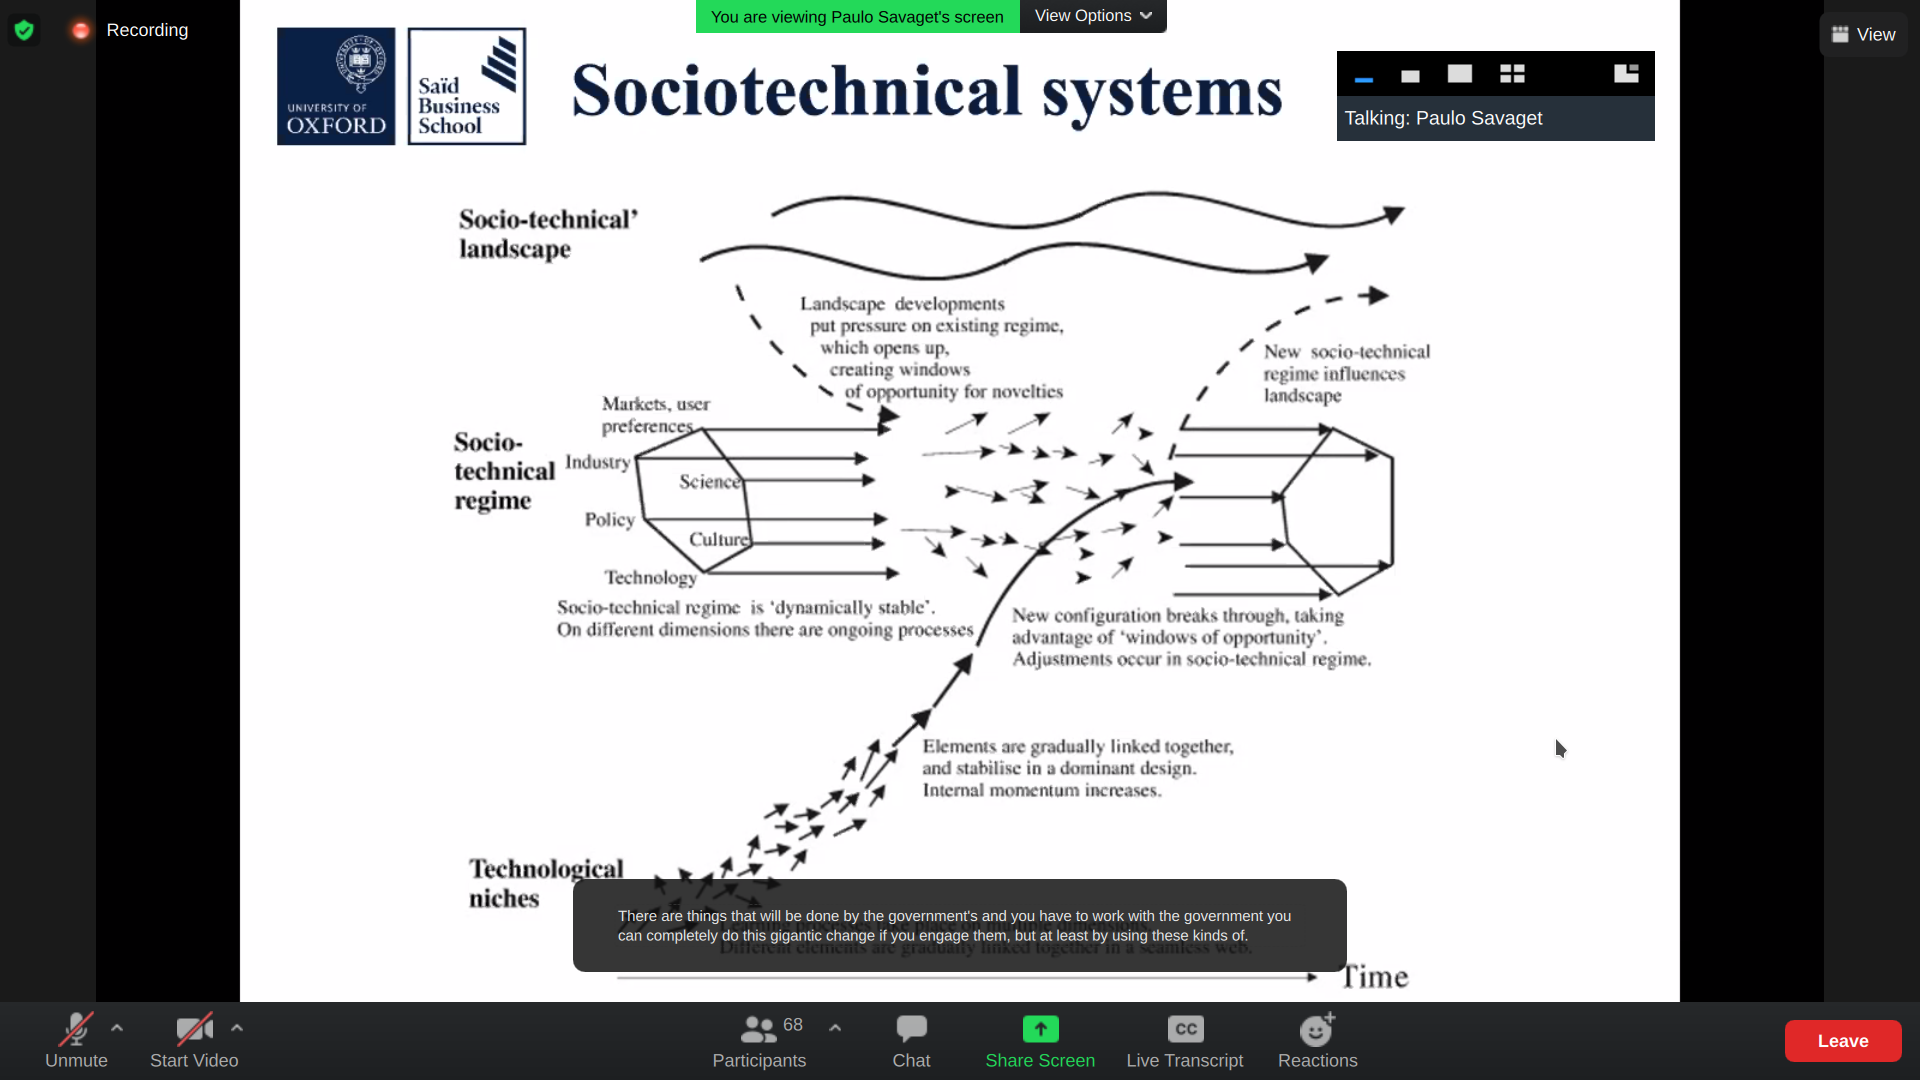 Recording
You are viewing Paulo Savaget's screen
View Options
View
UNIVERSITY OF
OXFORD
Saïd
Business
School
Sociotechnical systems
Talking: Paulo Savaget
Socio-technical’
landscape
Landscape developments
put pressure on existing regime,
which opens up,
creating windows
of opportunity for novelties
New socio-technical
regime influences
landscape
Markets, user
preferences
Socio-
technical
regime
Industry
Science
Policy
Culture
Technology
Socio-technical regime is ‘dynamically stable’.
On different dimensions there are ongoing processes
New configuration breaks through, taking
advantage of ‘windows of opportunity’.
Adjustments occur in socio-technical regime.
Elements are gradually linked together,
and stabilise in a dominant design.
Internal momentum increases.
Technological
niches
There are things that will be done by the government's and you have to work with the government you
can completely do this gigantic change if you engage them, but at least by using these kinds of.
Different elements are gradually linked together in a seamless web.
Time
Unmute
Start Video
68
Participants
Chat
Share Screen
CC
Live Transcript
Reactions
Leave